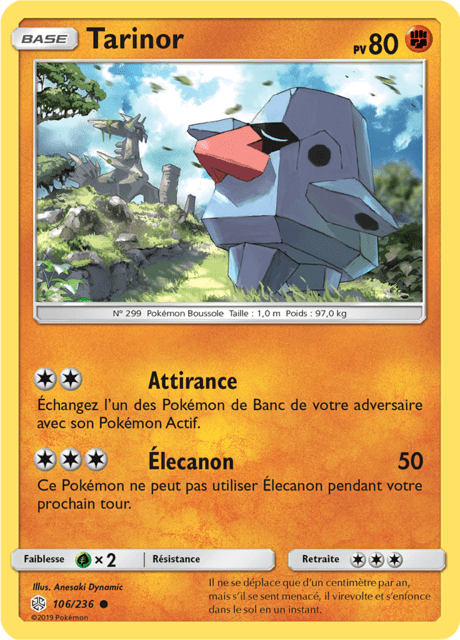 BASE Tarinor PV 80
N° 299 Pokémon Boussole Taille : 1,0 m Poids : 97,0 kg
Attirance
Échangez l'un des Pokémon de Banc de votre adversaire
avec son Pokémon Actif.
Élecanon 50
Ce Pokémon ne peut pas utiliser Élecanon pendant votre
prochain tour.
Faiblesse × 2 Résistance Retraite
Illus. Anesaki Dynamic
106/236
©2019 Pokémon
Il ne se déplace que d'un centimètre par an,
mais s'il se sent menacé, il virevolte et s'enfonce
dans le sol en un instant.